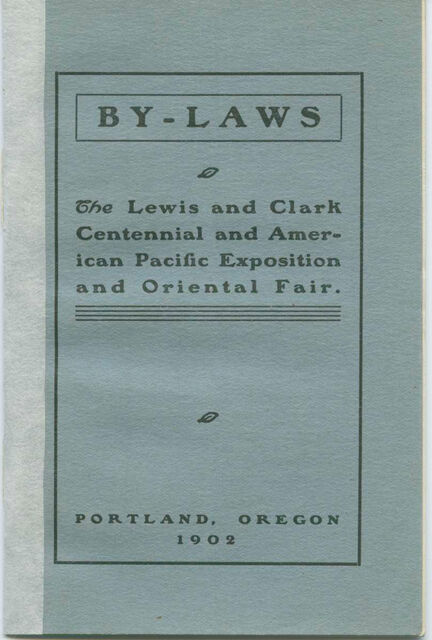 BY-LAWS
The Lewis and Clark
Centennial and Amer-
ican Pacific Exposition
and Oriental Fair.
PORTLAND, OREGON
1902